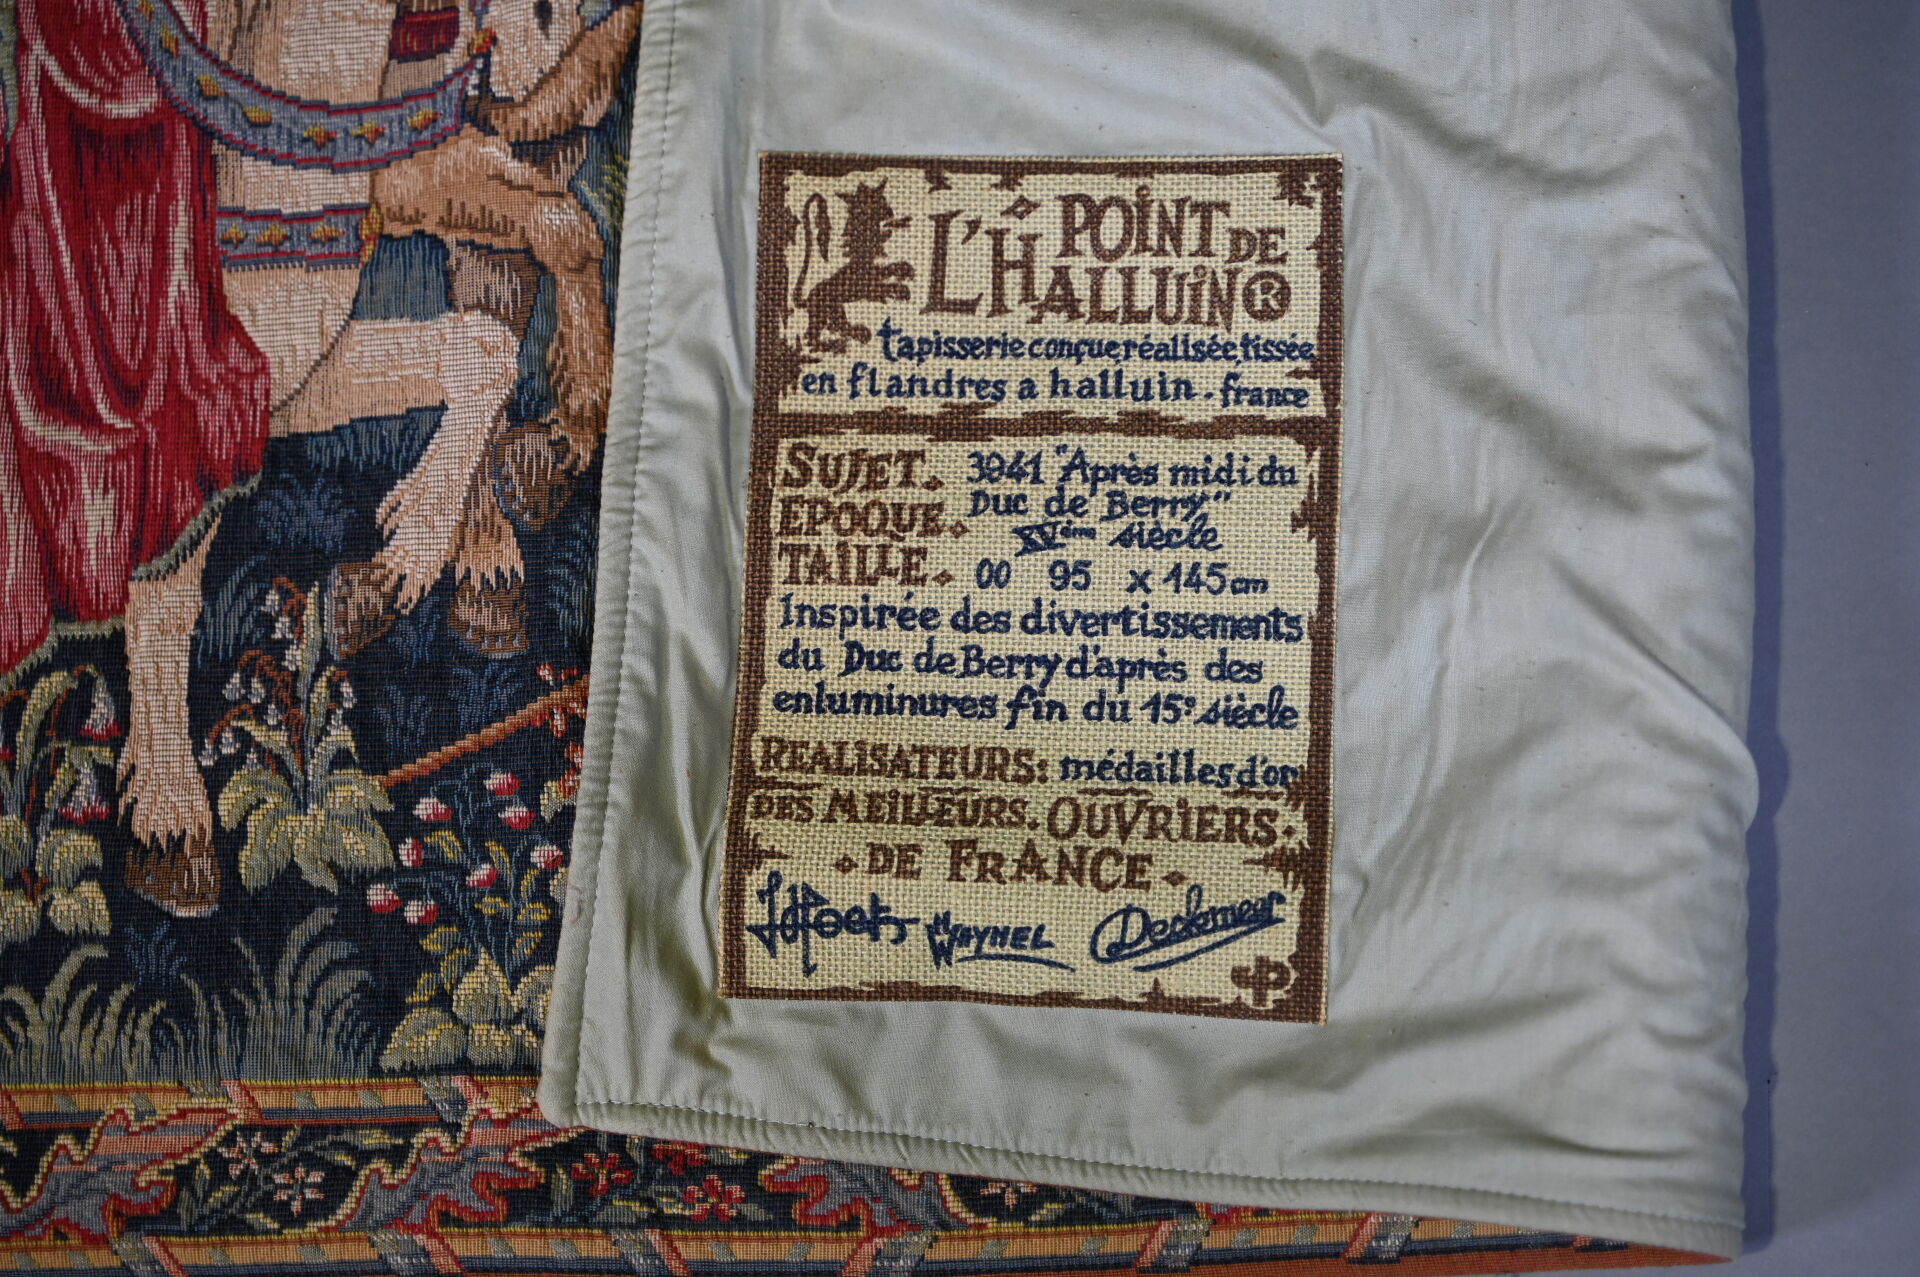 POINT DE
L'HALLUIN®
tapisserie conçue, réalisée, tissée
en flandres a halluin. france
SUJET. 3041 "Après midi du
Duc de Berry"
EPOQUE. XVème siècle
TAILLE. 00 95 x 145 cm
Inspirée des divertissements
du Duc de Berry d'après des
enluminures fin du 15e siècle
REALISATEURS: médailles d'or
DES MEILLEURS. OUVRIERS.
DE FRANCE
WAYNEL
JP